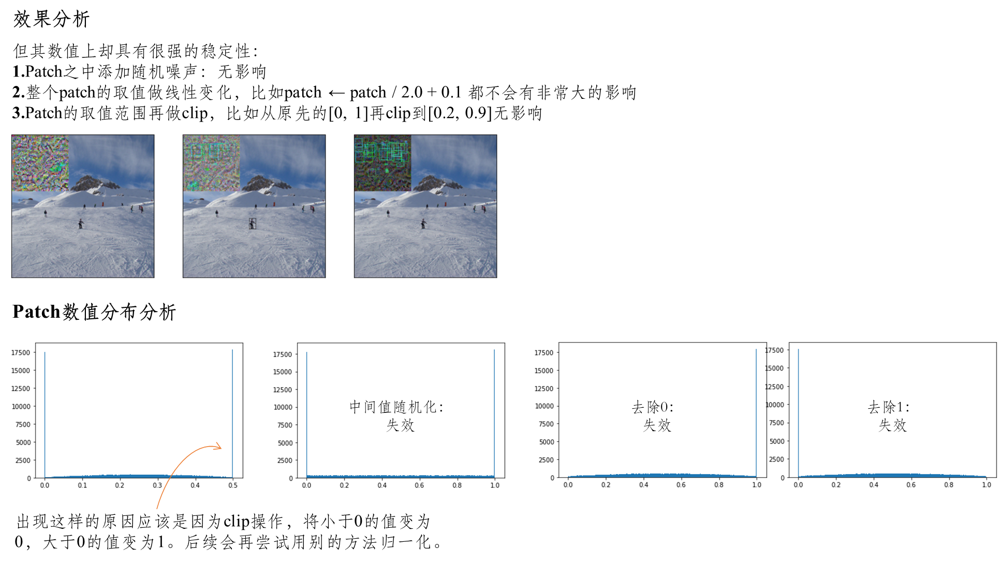 效果分析
但其数值上却具有很强的稳定性：
1.Patch之中添加随机噪声：无影响
2.整个patch的取值做线性变化，比如patch ← patch / 2.0 + 0.1 都不会有非常大的影响
3.Patch的取值范围再做clip，比如从原先的[0, 1]再clip到[0.2, 0.9]无影响
Patch数值分布分析
17500
15000
12500
10000
7500
5000
2500
0
0.0 0.1 0.2 0.3 0.4 0.5
17500
15000
12500
10000
7500
5000
2500
0
中间值随机化：
失效
0.0 0.2 0.4 0.6 0.8 1.0
17500
15000
12500
10000
7500
5000
2500
0
去除0：
失效
0.0 0.2 0.4 0.6 0.8 1.0
17500
15000
12500
10000
7500
5000
2500
0
去除1：
失效
0.0 0.2 0.4 0.6 0.8 1.0
出现这样的原因应该是因为clip操作，将小于0的值变为
0，大于0的值变为1。后续会再尝试用别的方法归一化。